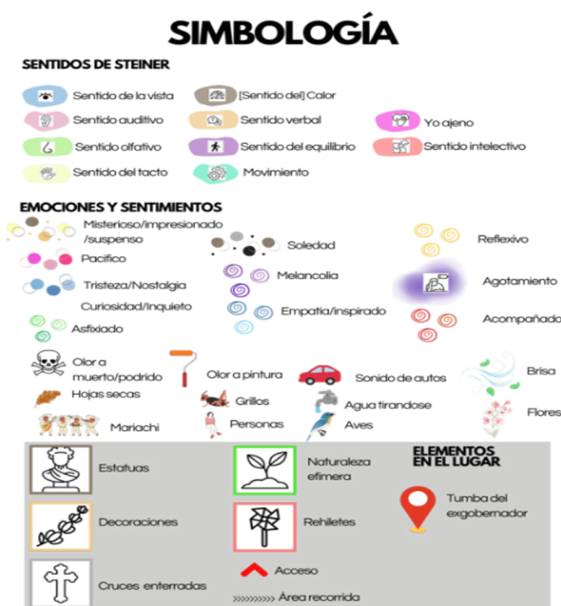 SIMBOLOGÍA
SENTIDOS DE STEINER
Sentido de la vista
[Sentido del] Calor
Sentido auditivo
Sentido verbal
Yo ajeno
Sentido olfativo
Sentido del equilibrio
Sentido intelectivo
Sentido del tacto
Movimiento
EMOCIONES Y SENTIMIENTOS
Misterioso/impresionado
/suspenso
Soledad
Reflexivo
Pacifico
Melancolia
Tristeza/Nostalgia
Agotamiento
Curiosidad/Inquieto
Empatia/inspirado
Acompañado
Asfixiado
Olor a
muerto/podrido
Olor a pintura
Sonido de autos
Brisa
Hojas secas
Grillos
Agua tirandose
Flores
Mariachi
Personas
Aves
Estatuas
Naturaleza
efimera
ELEMENTOS
EN EL LUGAR
Tumba del
exgobernador
Decoraciones
Rehiletes
Cruces enterradas
Acceso
Área recorrida